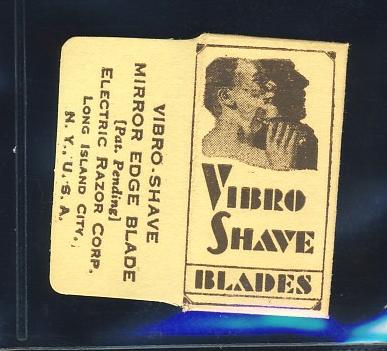 VIBRO
SHAVE
BLADES
VIBRO-SHAVE
MIRROR EDGE BLADE
[Pat. Pending]
ELECTRIC RAZOR CORP.
LONG ISLAND CITY,
N. Y., U. S. A.